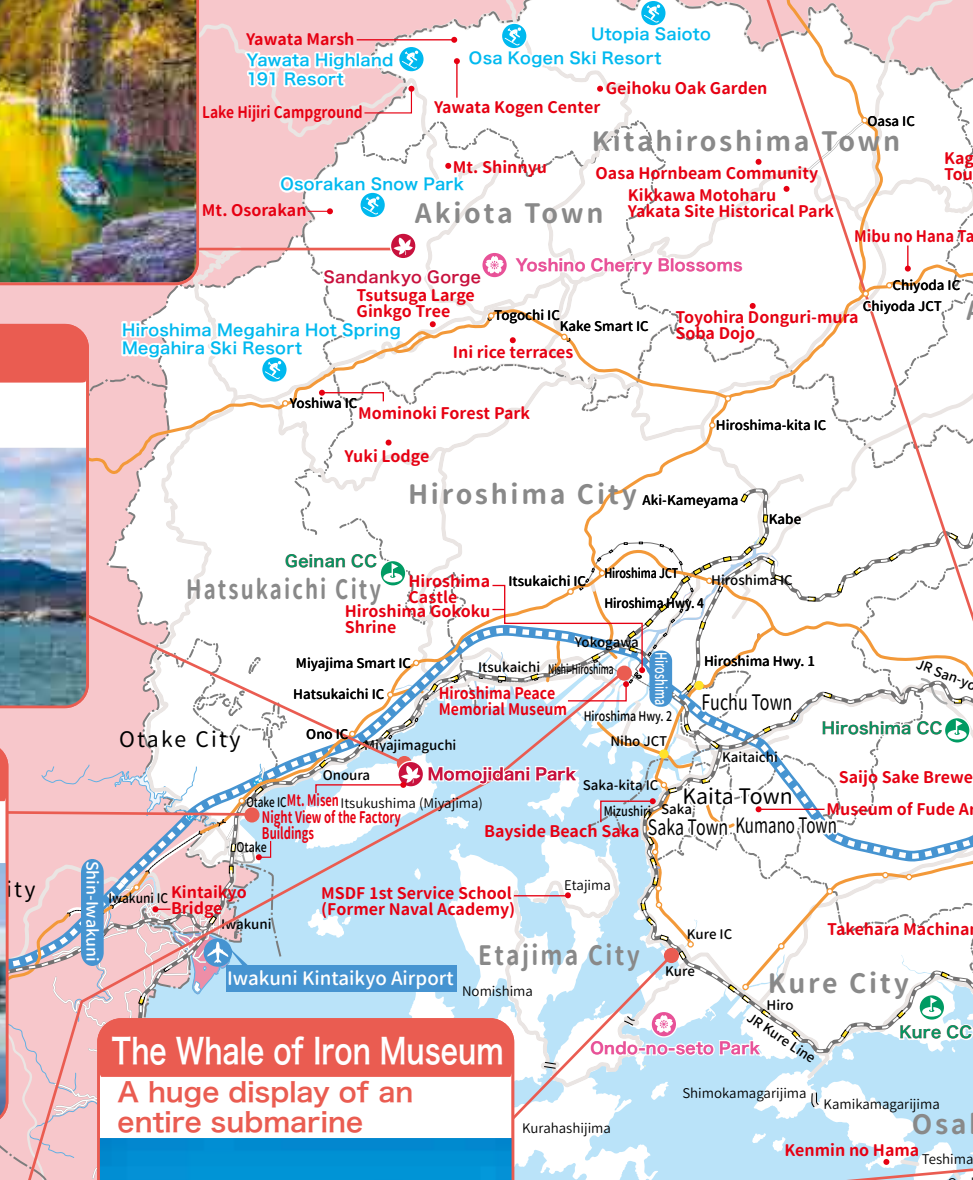 Utopia Saioto
Yawata Marsh
Yawata Highland
191 Resort
Osa Kogen Ski Resort
Geihoku Oak Garden
Lake Hijiri Campground
Yawata Kogen Center
Oasa IC
Kitahiroshima Town
Mt. Shinnyu
Oasa Hornbeam Community
Kag
Tou
Osorakan Snow Park
Kikkawa Motoharu
Yakata Site Historical Park
Mt. Osorakan
Akiota Town
Mibu no Hana Ta
Sandankyo Gorge
Yoshino Cherry Blossoms
Chiyoda IC
Chiyoda JCT
Tsutsuga Large
Ginkgo Tree
Togochi IC
Kake Smart IC
Toyohira Donguri-mura
Soba Dojo
Hiroshima Megahira Hot Spring
Megahira Ski Resort
Ini rice terraces
Yoshiwa IC
Mominoki Forest Park
Hiroshima-kita IC
Yuki Lodge
Hiroshima City
Aki-Kameyama
Kabe
Geinan CC
Hatsukaichi City
Hiroshima
Castle
Hiroshima Gokoku
Shrine
Itsukaichi IC
Hiroshima JCT
Hiroshima IC
Hiroshima Hwy. 4
Yokogawa
Miyajima Smart IC
Itsukaichi
Nishi-Hiroshima
Hiroshima
Hiroshima Hwy. 1
JR San-yo
Hatsukaichi IC
Hiroshima Peace
Memorial Museum
Hiroshima Hwy. 2
Fuchu Town
Hiroshima CC
Otake City
Ono IC
Miyajimaguchi
Niho JCT
Kaitaichi
Onoura
Momojidani Park
Saka-kita IC
Saijo Sake Brewe
Otake IC
Mt. Misen
Itsukushima (Miyajima)
Kaita Town
Night View of the Factory
Buildings
Mizushiri
Saka
Museum of Fude Ar
Bayside Beach Saka
Saka Town
Kumano Town
Otake
Shin-Iwakuni
ity
Iwakuni IC
Kintaikyo
Bridge
MSDF 1st Service School
(Former Naval Academy)
Etajima
Iwakuni
Takehara Machinar
Kure IC
Etajima City
Iwakuni Kintaikyo Airport
Nomishima
Kure
Kure City
Hiro
JR Kure Line
Kure CC
The Whale of Iron Museum
Ondo-no-seto Park
A huge display of an
entire submarine
Shimokamagarijima
Kamikamagarijima
Kurahashijima
Osak
Kenmin no Hama
Teshima